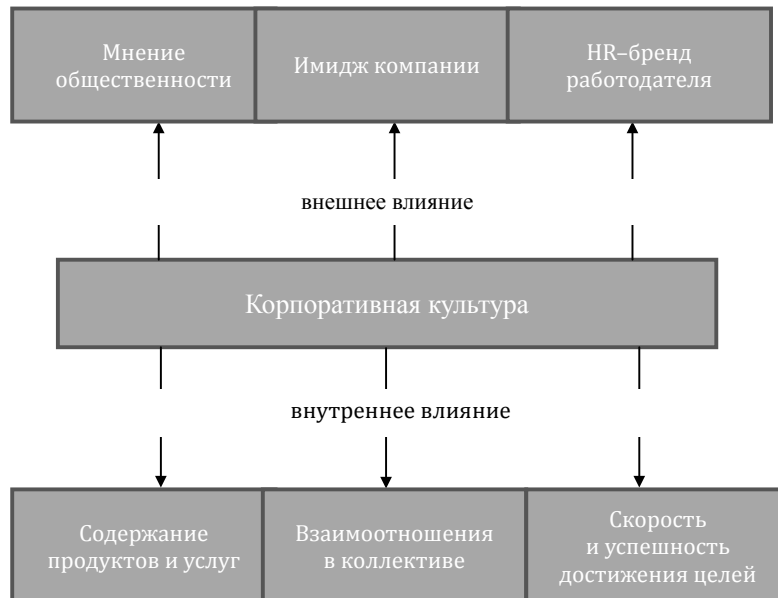 Мнение
общественности
Имидж компании
HR–бренд
работодателя
внешнее влияние
Корпоративная культура
внутреннее влияние
Содержание
продуктов и услуг
Взаимоотношения
в коллективе
Скорость
и успешность
достижения целей